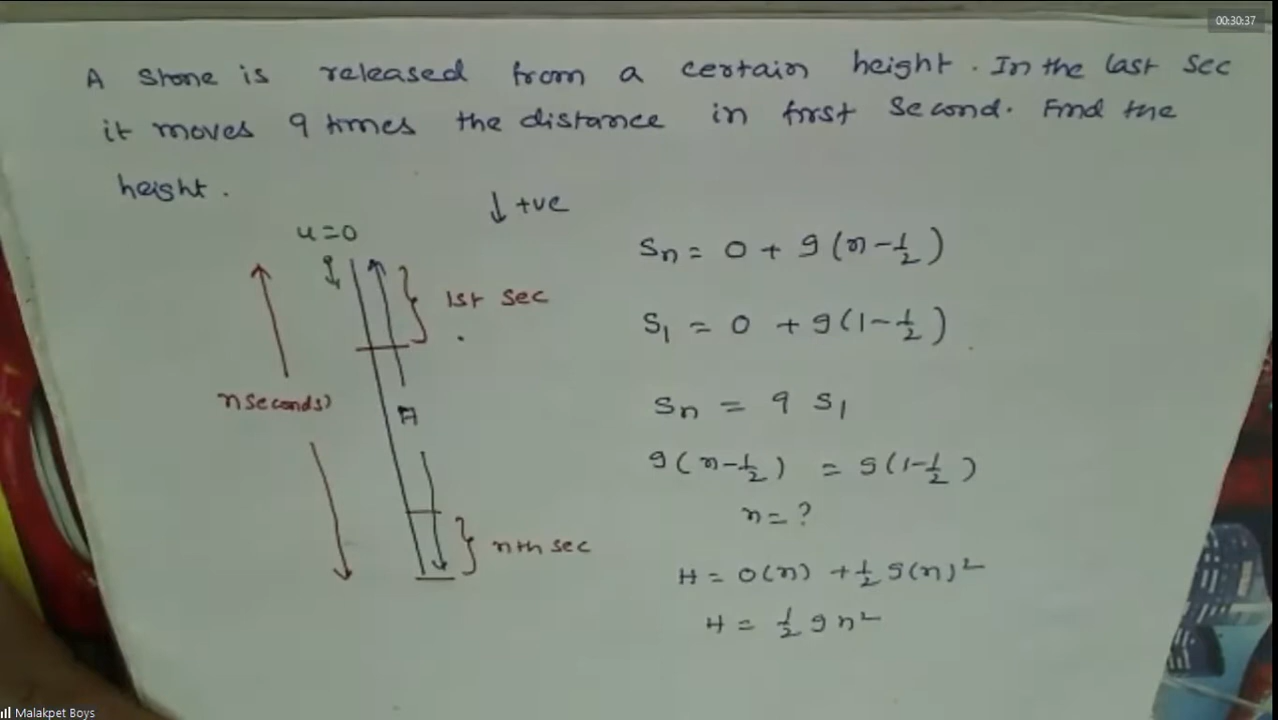 00:30:37
A stone is released from a certain height. In the last sec
it moves 9 times the distance in first second. Find the
height.
↓ +ve
u=0
1st sec
n seconds)
H
nth sec
Sn = 0 + g(n-1/2)
S1 = 0 + g(1-1/2)
Sn = 9 S1
g(n-1/2) = g(1-1/2)
n=?
H = 0(n) + 1/2 g(n)²
H = 1/2 g n²
Malakpet Boys